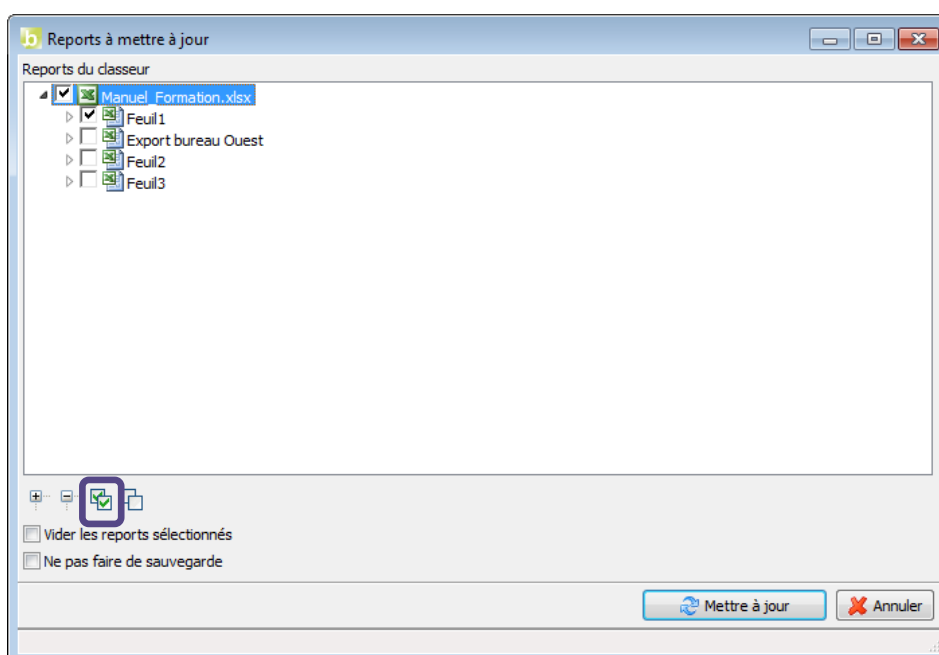 Reports à mettre à jour
Reports du classeur
Manuel_Formation.xlsx
Feuil1
Export bureau Ouest
Feuil2
Feuil3
Vider les reports sélectionnés
Ne pas faire de sauvegarde
Mettre à jour
Annuler